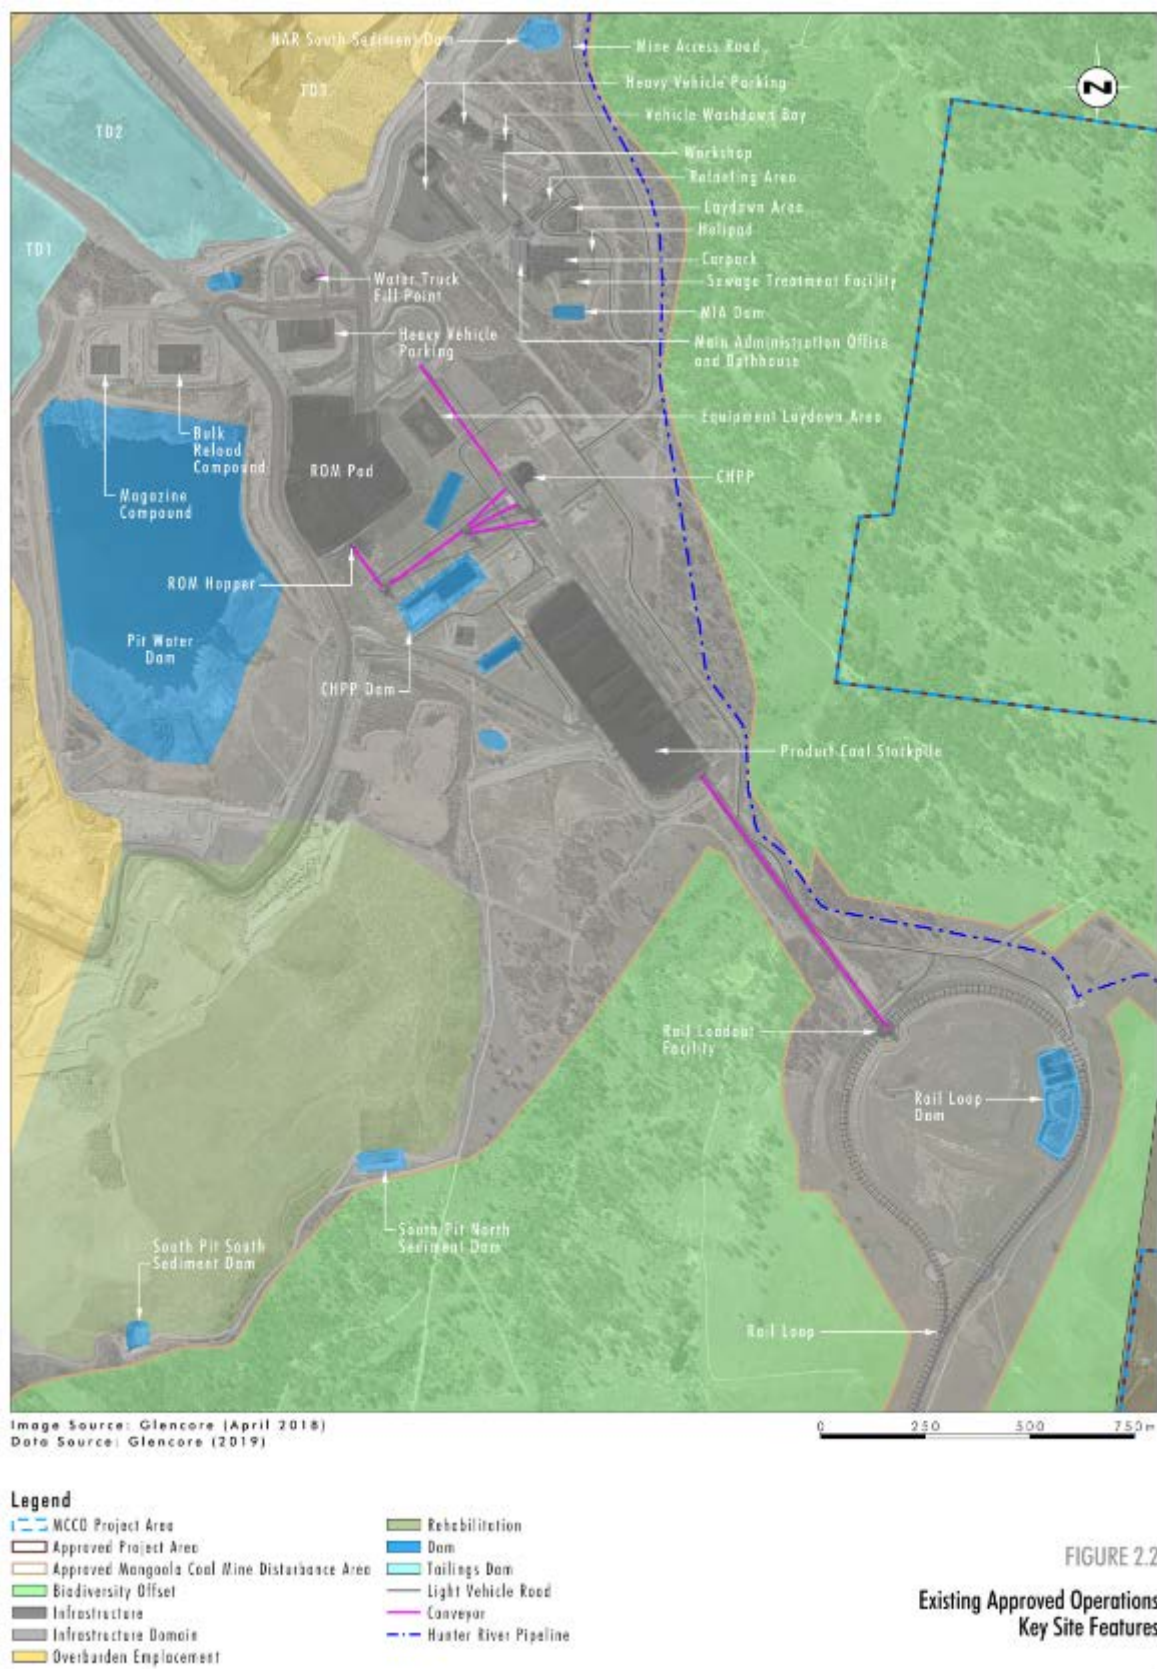 HAR South Sediment Dam
Mine Access Road
TD3
Heavy Vehicle Parking
Vehicle Washdown Bay
N
TD2
Workshop
Refueling Area
Laydown Area
Helipad
TD1
Carpark
Water Truck
Fill Point
Sewage Treatment Facility
MIA Dam
Heavy Vehicle
Parking
Main Administration Office
and Bathhouse
Equipment Laydown Area
Bulk
Reload
Compound
ROM Pad
CHPP
Magazine
Compound
ROM Hopper
Pit Water
Dam
CHPP Dam
Product Coal Stockpile
Rail Loadout
Facility
Rail Loop
Dam
South Pit North
Sediment Dam
South Pit South
Sediment Dam
Rail Loop
Image Source: Glencore (April 2018)
Data Source: Glencore (2019)
0 250 500 750m
Legend
MCCO Project Area
Approved Project Area
Approved Mangoola Coal Mine Disturbance Area
Biodiversity Offset
Infrastructure
Infrastructure Domain
Overburden Emplacement
Rehabilitation
Dam
Tailings Dam
Light Vehicle Road
Conveyor
Hunter River Pipeline
FIGURE 2.2
Existing Approved Operations
Key Site Features